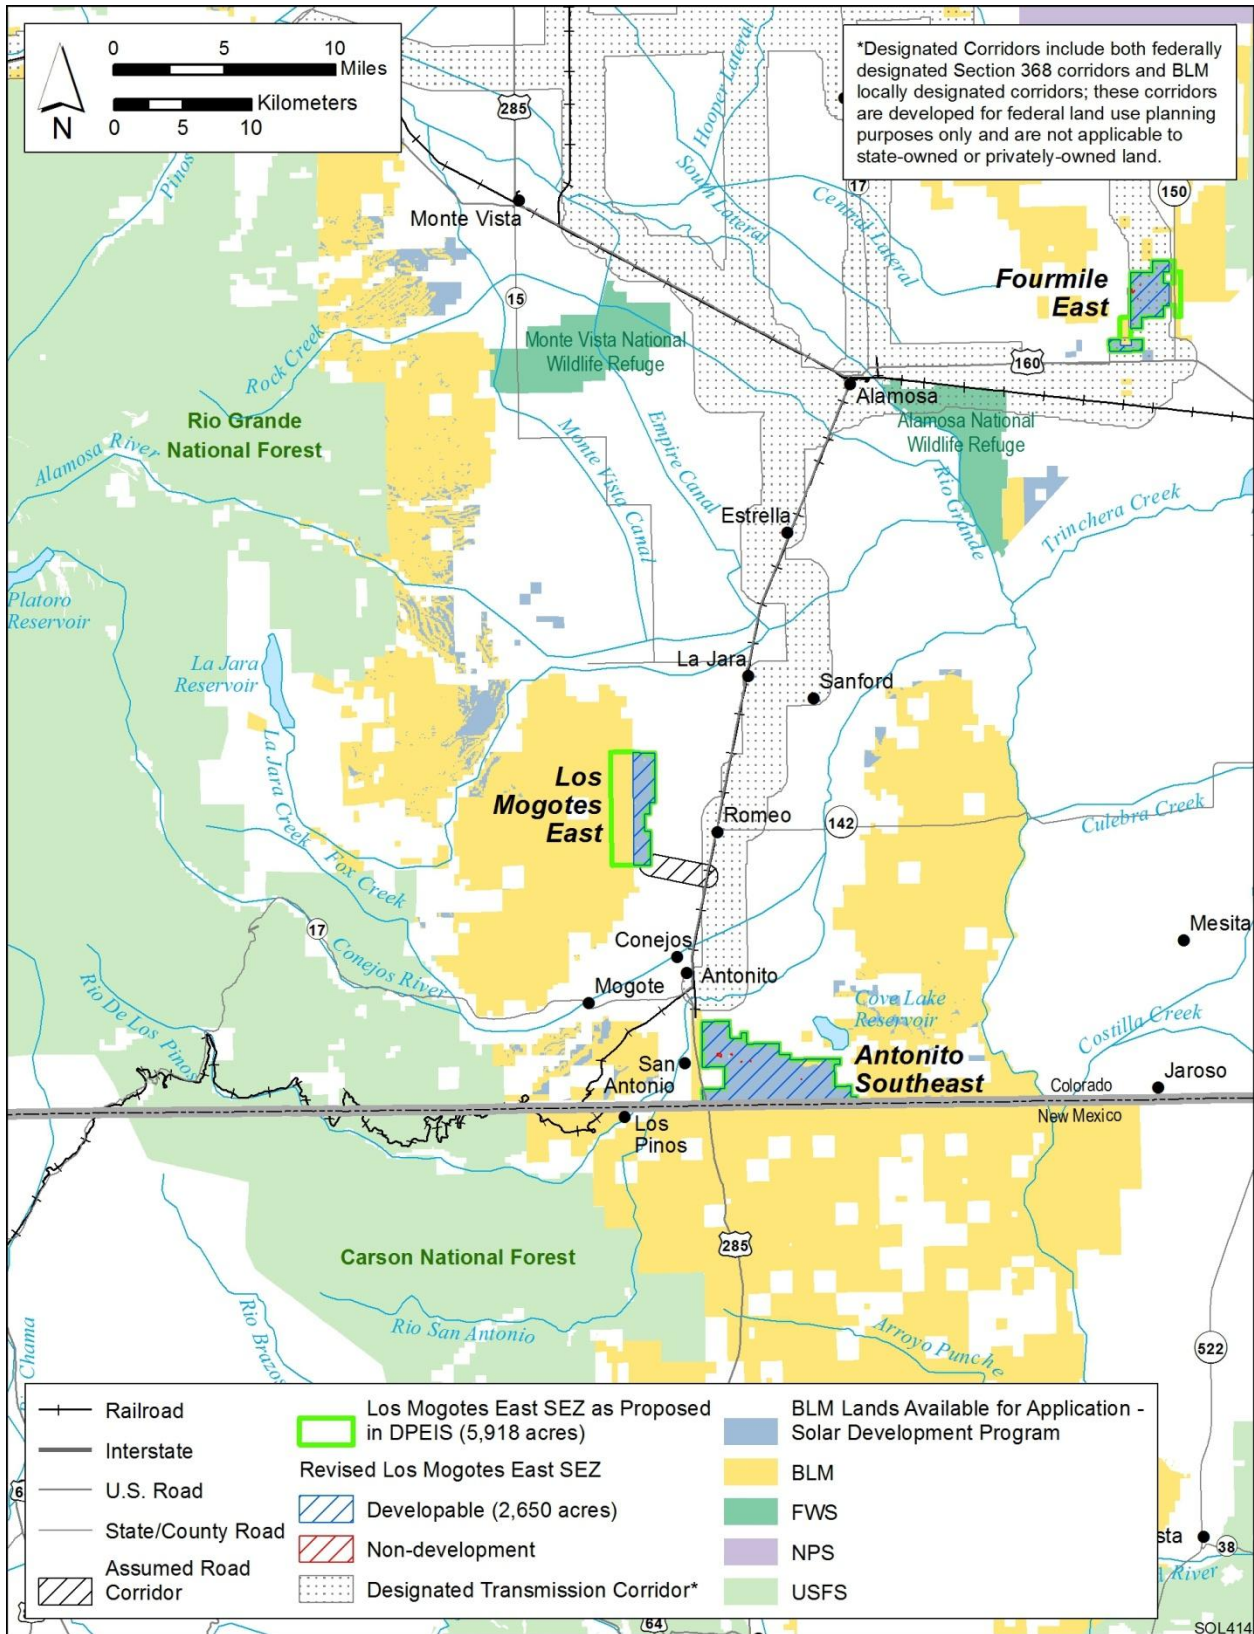 0 5 10
Miles
Kilometers
0 5 10
N
*Designated Corridors include both federally
designated Section 368 corridors and BLM
locally designated corridors; these corridors
are developed for federal land use planning
purposes only and are not applicable to
state-owned or privately-owned land.
285
Hooper Lateral
Pinos
South Lateral
17
Central Lateral
150
Monte Vista
Fourmile
East
15
Monte Vista National
Wildlife Refuge
160
Rock Creek
Alamosa
Rio Grande
National Forest
Alamosa National
Wildlife Refuge
Alamosa River
Monte Vista Canal
Empire Canal
Rio Grande
Trinchera Creek
Estrella
Platoro
Reservoir
La Jara
Reservoir
La Jara
Sanford
La Jara Creek
Los
Mogotes
East
Romeo
142
Culebra Creek
Fox Creek
17
Conejos River
Conejos
Mesita
Antonito
Mogote
Rio De Los Pinos
Cove Lake
Reservoir
Costilla Creek
San
Antonio
Antonito
Southeast
Colorado
Jaroso
New Mexico
Los
Pinos
285
Carson National Forest
Rio San Antonio
Rio Brazos
Chama
Arroyo Punche
522
Railroad
Interstate
U.S. Road
State/County Road
Assumed Road
Corridor
Los Mogotes East SEZ as Proposed
in DPEIS (5,918 acres)
Revised Los Mogotes East SEZ
Developable (2,650 acres)
Non-development
Designated Transmission Corridor*
BLM Lands Available for Application -
Solar Development Program
BLM
FWS
NPS
USFS
sta
38
River
64
SOL414